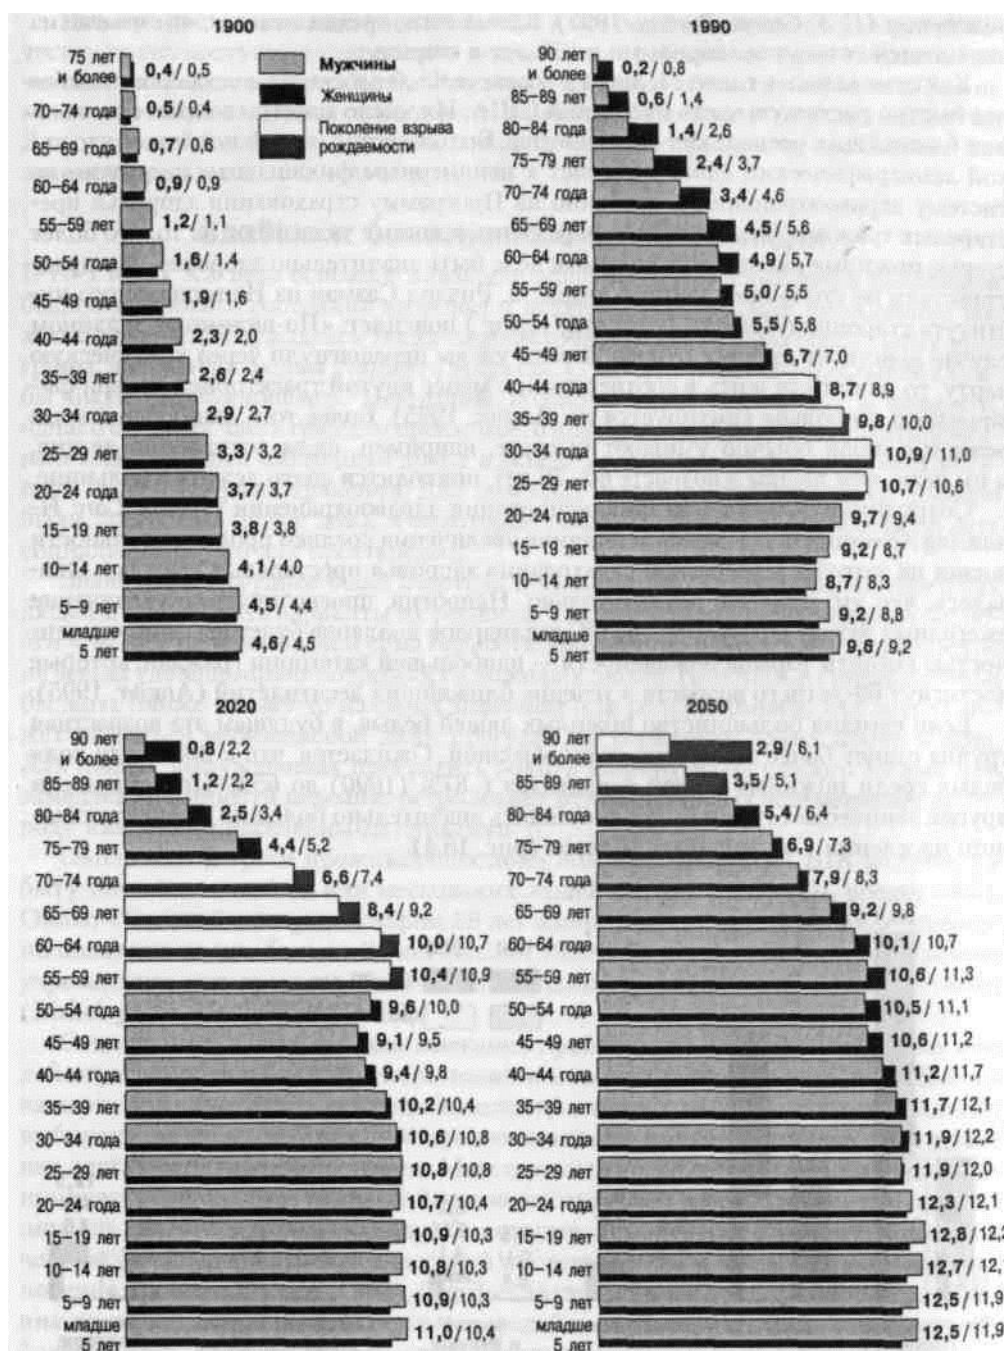 1900
75 лет
и более 0,4 / 0,5
70–74 года 0,5 / 0,4
65–69 года 0,7 / 0,6
60–64 года 0,9 / 0,9
55–59 лет 1,2 / 1,1
50–54 года 1,6 / 1,4
45–49 года 1,9 / 1,6
40–44 года 2,3 / 2,0
35–39 лет 2,6 / 2,4
30–34 года 2,9 / 2,7
25–29 лет 3,3 / 3,2
20–24 года 3,7 / 3,7
15–19 лет 3,8 / 3,8
10–14 лет 4,1 / 4,0
5–9 лет 4,5 / 4,4
младше
5 лет 4,6 / 4,5
Мужчины
Женщины
Поколение взрыва
рождаемости
1990
90 лет
и более 0,2 / 0,8
85–89 лет 0,6 / 1,4
80–84 года 1,4 / 2,6
75–79 лет 2,4 / 3,7
70–74 года 3,4 / 4,6
65–69 лет 4,5 / 5,6
60–64 года 4,9 / 5,7
55–59 лет 5,0 / 5,5
50–54 года 5,5 / 5,8
45–49 лет 6,7 / 7,0
40–44 года 8,7 / 8,9
35–39 лет 9,8 / 10,0
30–34 года 10,9 / 11,0
25–29 лет 10,7 / 10,6
20–24 года 9,7 / 9,4
15–19 лет 9,2 / 8,7
10–14 лет 8,7 / 8,3
5–9 лет 9,2 / 8,8
младше
5 лет 9,6 / 9,2
2020
90 лет
и более 0,8 / 2,2
85–89 лет 1,2 / 2,2
80–84 года 2,5 / 3,4
75–79 лет 4,4 / 5,2
70–74 года 6,6 / 7,4
65–69 лет 8,4 / 9,2
60–64 года 10,0 / 10,7
55–59 лет 10,4 / 10,9
50–54 года 9,6 / 10,0
45–49 лет 9,1 / 9,5
40–44 года 9,4 / 9,8
35–39 лет 10,2 / 10,4
30–34 года 10,6 / 10,8
25–29 лет 10,8 / 10,8
20–24 года 10,7 / 10,4
15–19 лет 10,9 / 10,3
10–14 лет 10,8 / 10,3
5–9 лет 10,9 / 10,3
младше
5 лет 11,0 / 10,4
2050
90 лет
и более 2,9 / 6,1
85–89 лет 3,5 / 5,1
80–84 года 5,4 / 6,4
75–79 лет 6,9 / 7,3
70–74 года 7,9 / 8,3
65–69 лет 9,2 / 9,8
60–64 года 10,1 / 10,7
55–59 лет 10,6 / 11,3
50–54 года 10,5 / 11,1
45–49 лет 10,6 / 11,2
40–44 года 11,2 / 11,7
35–39 лет 11,7 / 12,1
30–34 года 11,9 / 12,2
25–29 лет 11,9 / 12,0
20–24 года 12,3 / 12,1
15–19 лет 12,8 /
10–14 лет 12,7 /
5–9 лет 12,5 / 11,9
младше
5 лет 12,5 / 11,9